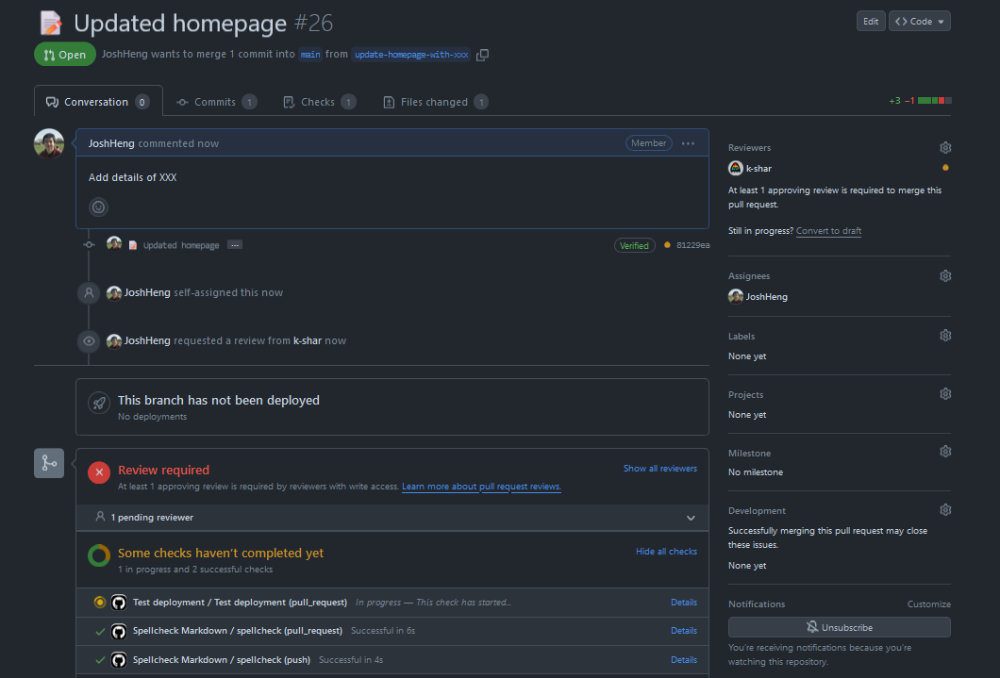 Updated homepage #26
Edit
Code
Open
JoshHeng wants to merge 1 commit into main from update-homepage-with-xxx
Conversation 0
Commits 1
Checks 1
Files changed 1
+3 −1
JoshHeng commented now
Member
Add details of XXX
Updated homepage
Verified
81229ea
JoshHeng self-assigned this now
JoshHeng requested a review from k-shar now
This branch has not been deployed
No deployments
Review required
Show all reviewers
At least 1 approving review is required by reviewers with write access. Learn more about pull request reviews.
1 pending reviewer
Some checks haven't completed yet
Hide all checks
1 in progress and 2 successful checks
Test deployment / Test deployment (pull_request) In progress — This check has started...
Details
Spellcheck Markdown / spellcheck (pull_request) Successful in 6s
Details
Spellcheck Markdown / spellcheck (push) Successful in 4s
Details
Reviewers
k-shar
At least 1 approving review is required to merge this
pull request.
Still in progress? Convert to draft
Assignees
JoshHeng
Labels
None yet
Projects
None yet
Milestone
No milestone
Development
Successfully merging this pull request may close
these issues.
None yet
Notifications
Customize
Unsubscribe
You're receiving notifications because you're
watching this repository.